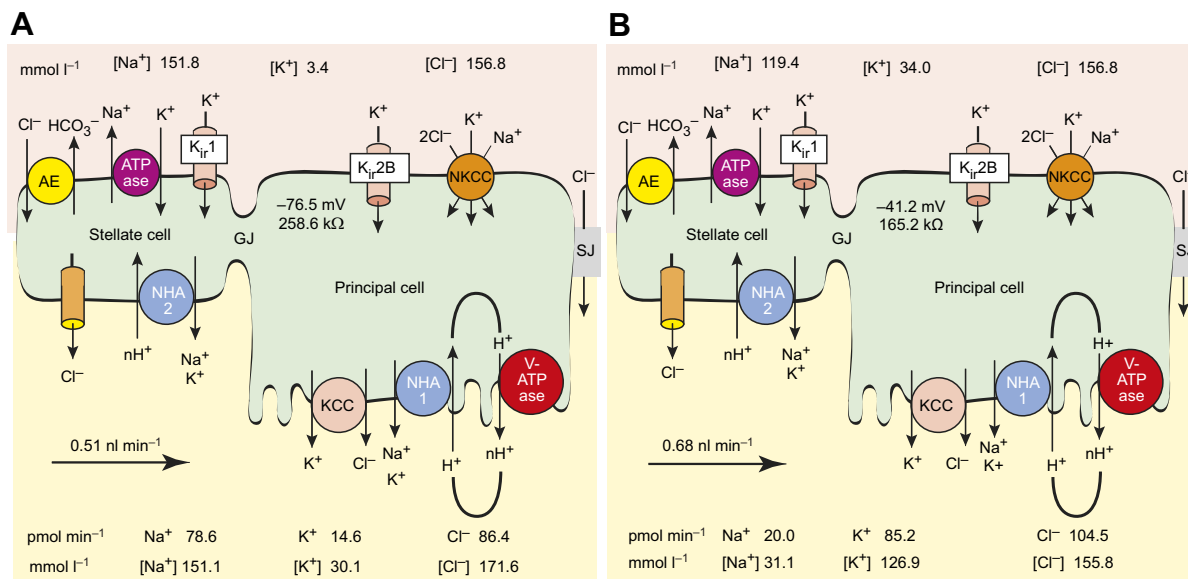 A
mmol l⁻¹ [Na⁺] 151.8 [K⁺] 3.4 [Cl⁻] 156.8
Cl⁻ HCO₃⁻ Na⁺ K⁺ K⁺ K⁺ 2Cl⁻ K⁺ Na⁺
AE
ATP
ase
Kir1
Kir2B
NKCC
Cl⁻
–76.5 mV
258.6 kΩ
Stellate cell
GJ
SJ
NHA
2
Principal cell
Cl⁻
nH⁺
Na⁺
K⁺
H⁺
KCC
NHA
1
V-
ATP
ase
0.51 nl min⁻¹
K⁺
Cl⁻
Na⁺
K⁺
H⁺
nH⁺
pmol min⁻¹ Na⁺ 78.6 K⁺ 14.6 Cl⁻ 86.4
mmol l⁻¹ [Na⁺] 151.1 [K⁺] 30.1 [Cl⁻] 171.6
B
mmol l⁻¹ [Na⁺] 119.4 [K⁺] 34.0 [Cl⁻] 156.8
Cl⁻ HCO₃⁻ Na⁺ K⁺ K⁺ K⁺ 2Cl⁻ K⁺ Na⁺
AE
ATP
ase
Kir1
Kir2B
NKCC
Cl⁻
–41.2 mV
165.2 kΩ
Stellate cell
GJ
SJ
NHA
2
Principal cell
Cl⁻
nH⁺
Na⁺
K⁺
H+
KCC
NHA
1
V-
ATP
ase
0.68 nl min⁻¹
K⁺
Cl⁻
Na⁺
K+
H⁺
nH⁺
pmol min⁻¹ Na⁺ 20.0 K⁺ 85.2 Cl⁻ 104.5
mmol l⁻¹ [Na⁺] 31.1 [K⁺] 126.9 [Cl⁻] 155.8